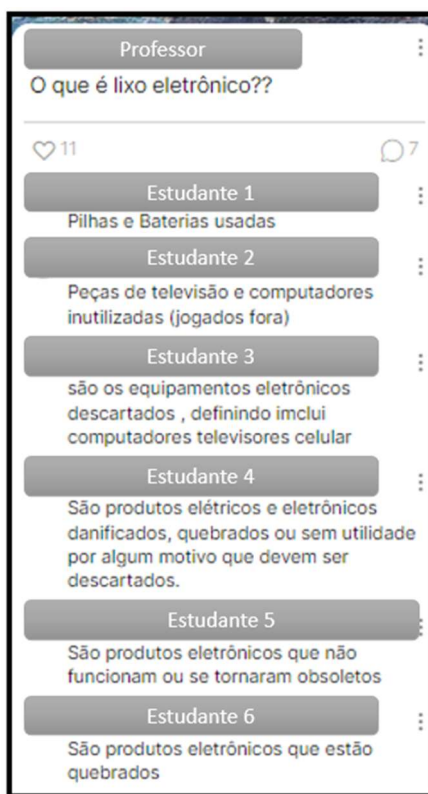 Professor
O que é lixo eletrônico??
11
7
Estudante 1
Pilhas e Baterias usadas
Estudante 2
Peças de televisão e computadores
inutilizadas (jogados fora)
Estudante 3
são os equipamentos eletrônicos
descartados , definindo imclui
computadores televisores celular
Estudante 4
São produtos elétricos e eletrônicos
danificados, quebrados ou sem utilidade
por algum motivo que devem ser
descartados.
Estudante 5
São produtos eletrônicos que não
funcionam ou se tornaram obsoletos
Estudante 6
São produtos eletrônicos que estão
quebrados